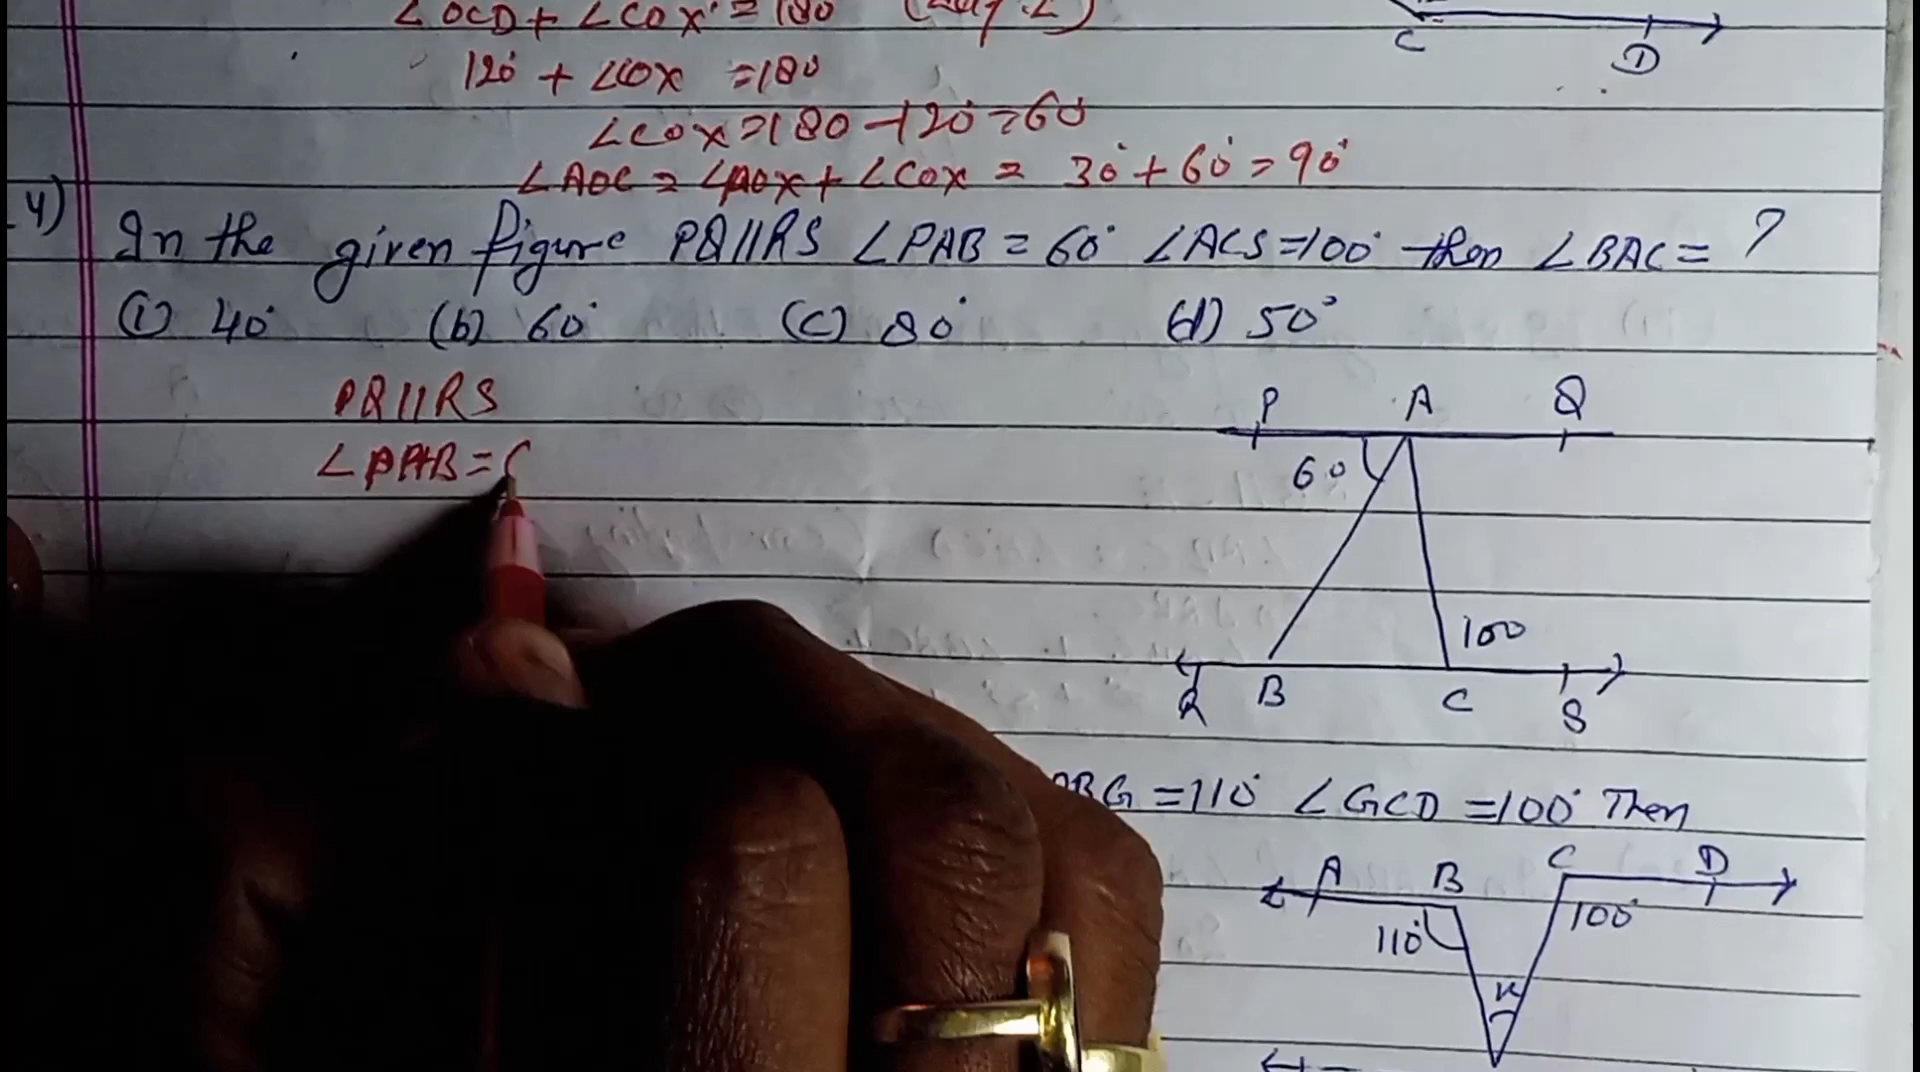 ∠OCD + ∠COX = 180
120° + ∠COX = 180
∠COX = 180 - 120 = 60
∠AOC = ∠AOX + ∠COX = 30° + 60° = 90°
C
D
4) In the given figure PQ||RS ∠PAB = 60° ∠ACS = 100° then ∠BAC = ?
(1) 40° (b) 60° (c) 80° (d) 50°
PQ||RS
∠PAB =
P A Q
60
100
R B C S
BG = 110° ∠GCD = 100° Then
A B C D
110° 100°